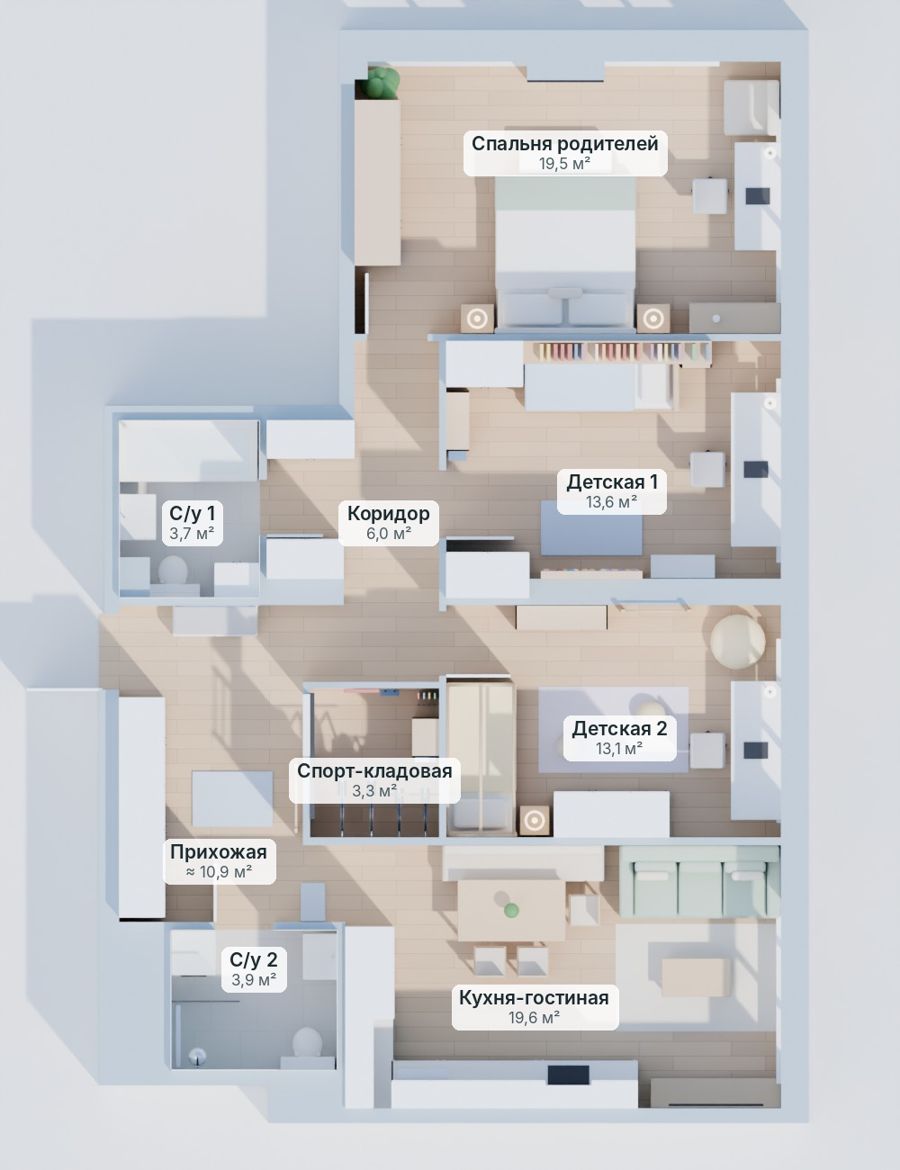 Спальня родителей
19,5 м²
Детская 1
13,6 м²
С/у 1
3,7 м²
Коридор
6,0 м²
Детская 2
13,1 м²
Спорт-кладовая
3,3 м²
Прихожая
≈ 10,9 м²
С/у 2
3,9 м²
Кухня-гостиная
19,6 м²